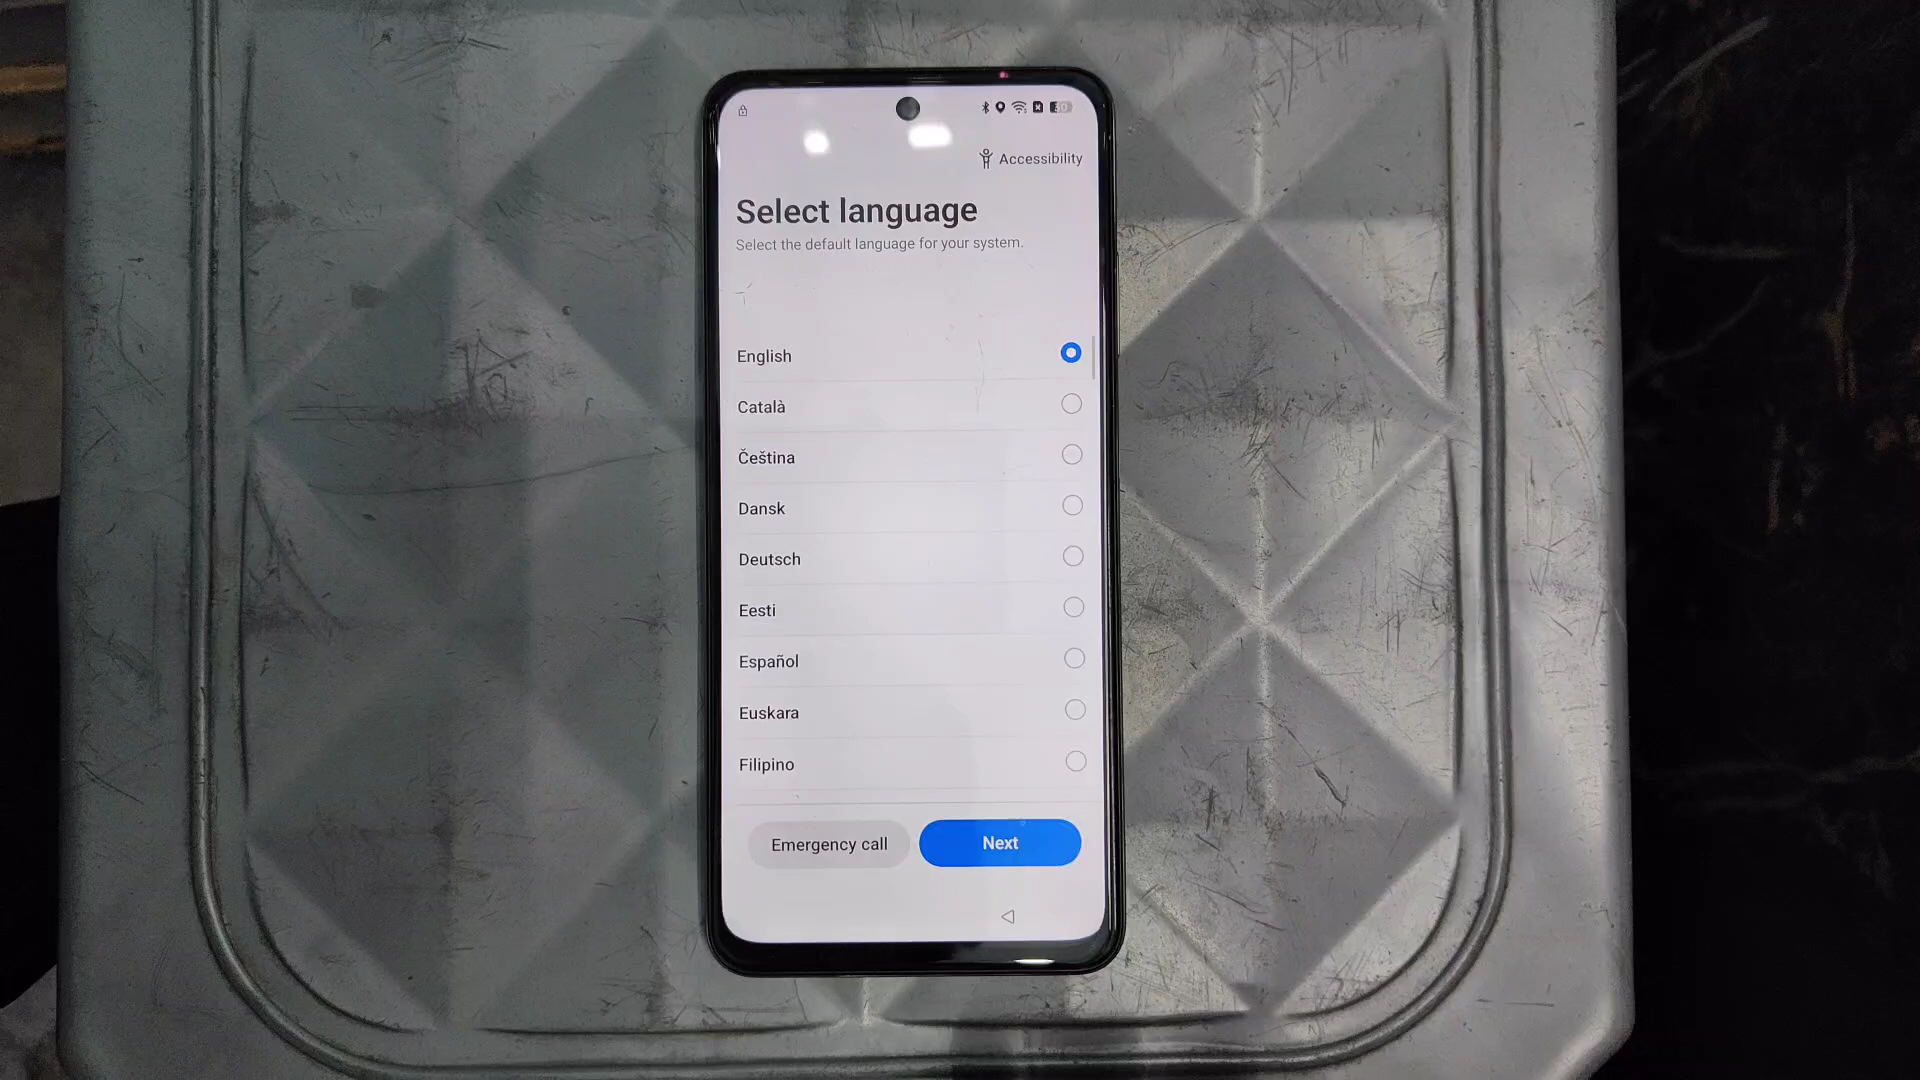 Accessibility
Select language
Select the default language for your system.
English
Català
Čeština
Dansk
Deutsch
Eesti
Español
Euskara
Filipino
Emergency call
Next